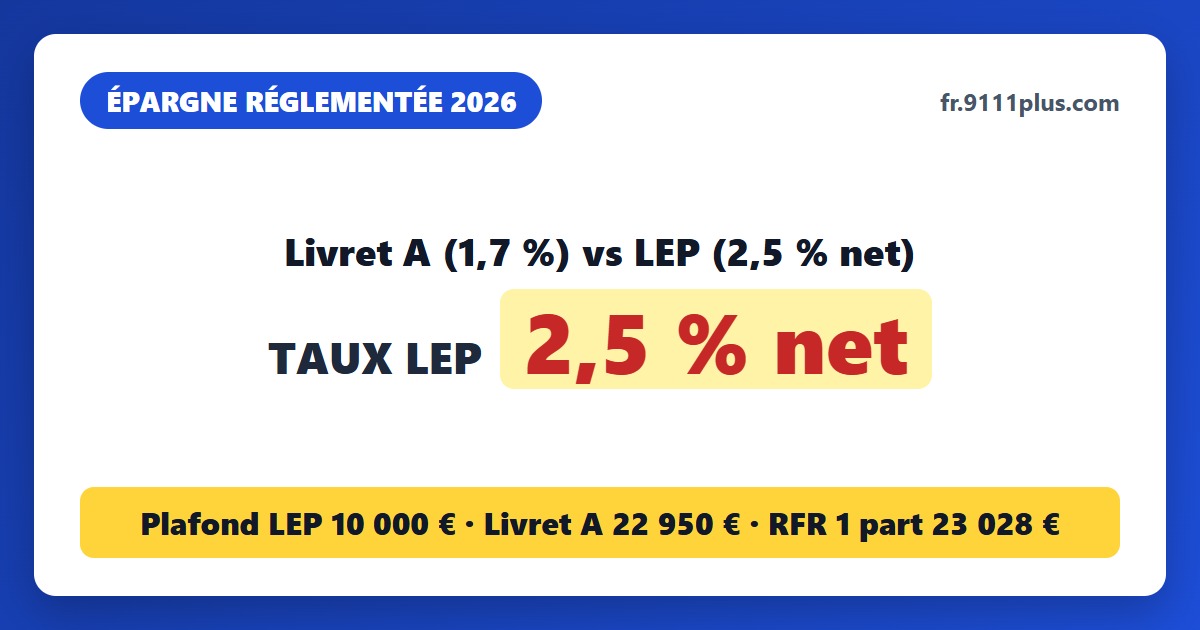 ÉPARGNE RÉGLEMENTÉE 2026
fr.9111plus.com
Livret A (1,7 %) vs LEP (2,5 % net)
TAUX LEP 2,5 % net
Plafond LEP 10 000 € · Livret A 22 950 € · RFR 1 part 23 028 €